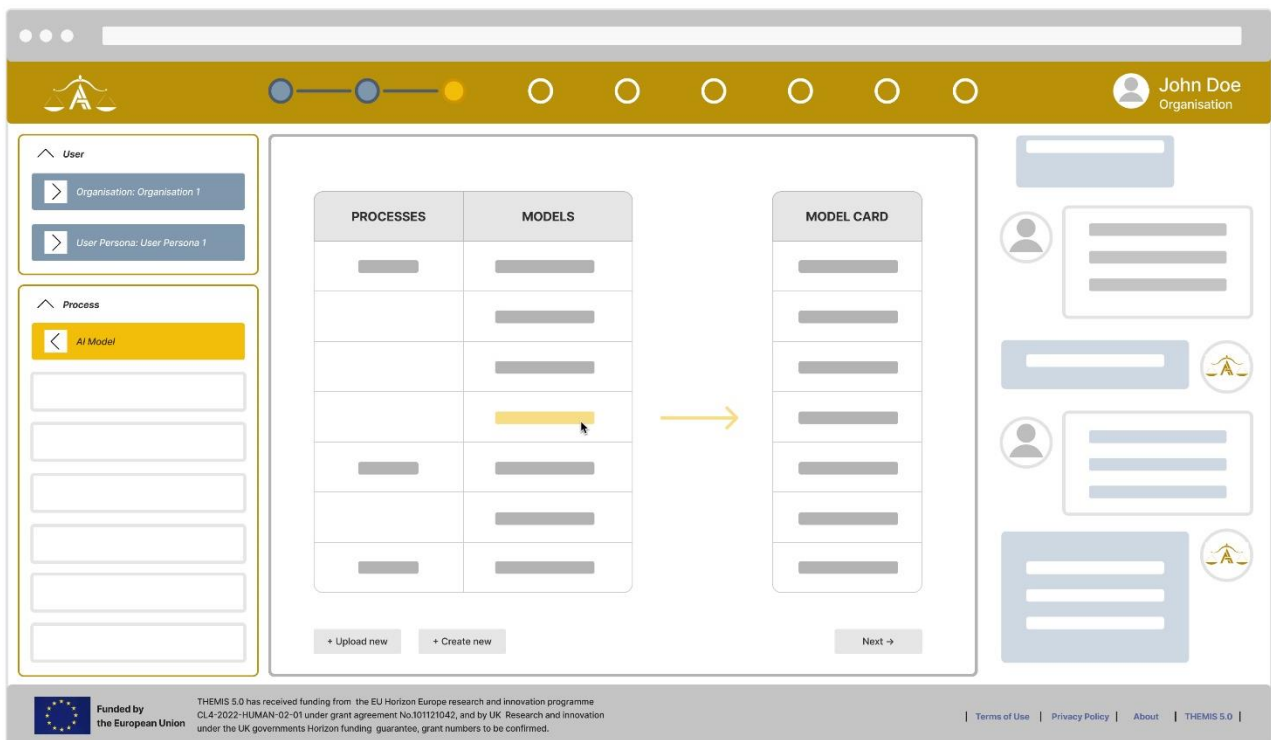 John Doe
Organisation
User
Organisation: Organisation 1
User Persona: User Persona 1
Process
AI Model
PROCESSES MODELS MODEL CARD
+ Upload new + Create new Next →
Funded by
the European Union
THEMIS 5.0 has received funding from the EU Horizon Europe research and innovation programme
CL4-2022-HUMAN-02-01 under grant agreement No.101121042, and by UK Research and innovation
under the UK governments Horizon funding guarantee, grant numbers to be confirmed.
| Terms of Use | Privacy Policy | About | THEMIS 5.0 |